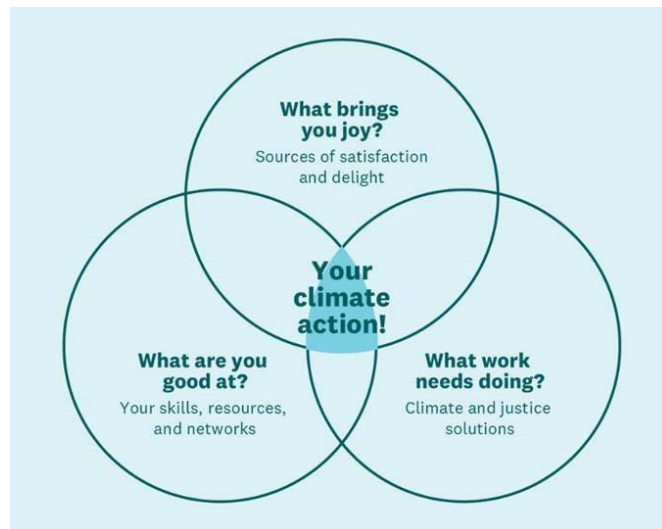 What brings
you joy?
Sources of satisfaction
and delight
Your
climate
action!
What are you
good at?
Your skills, resources,
and networks
What work
needs doing?
Climate and justice
solutions